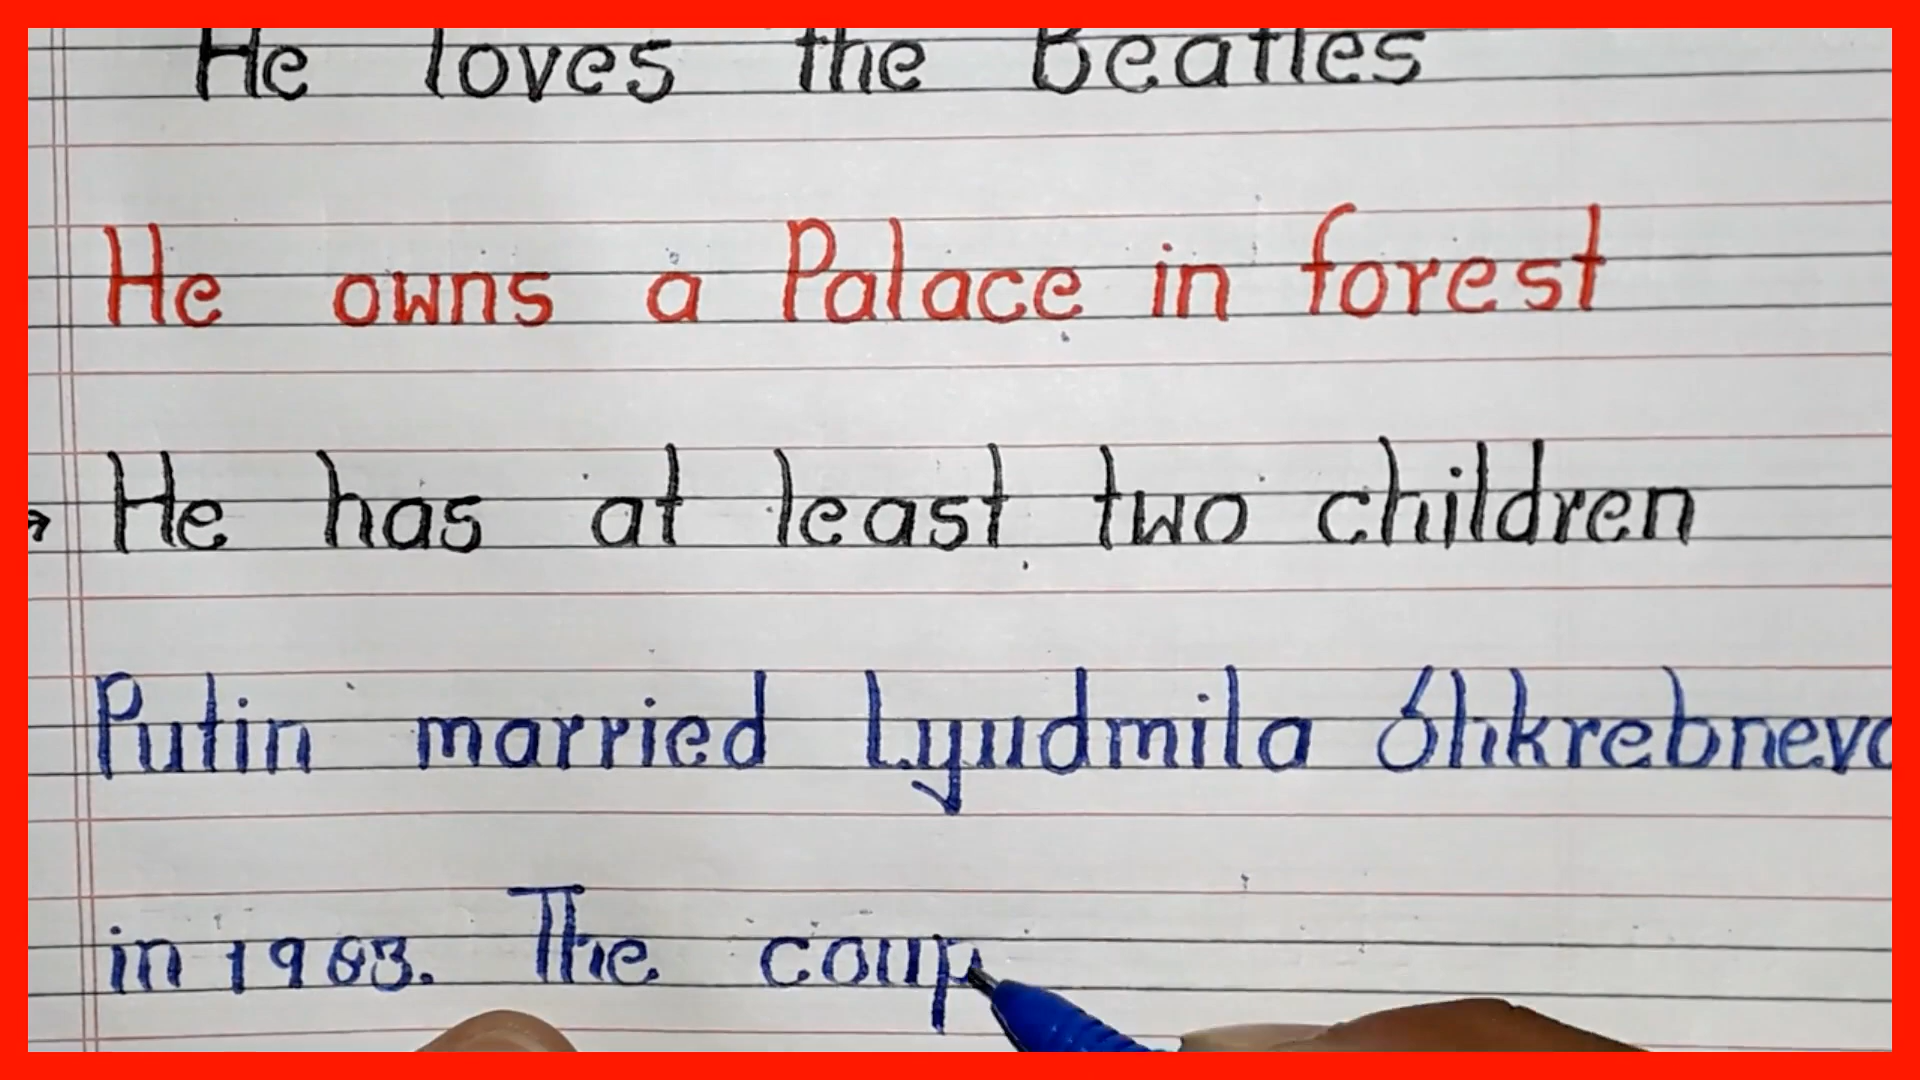 He loves the Beatles
He owns a Palace in forest
→ He has at least two children
Putin married Lyudmila Shkrebneva
in 1983. The coup